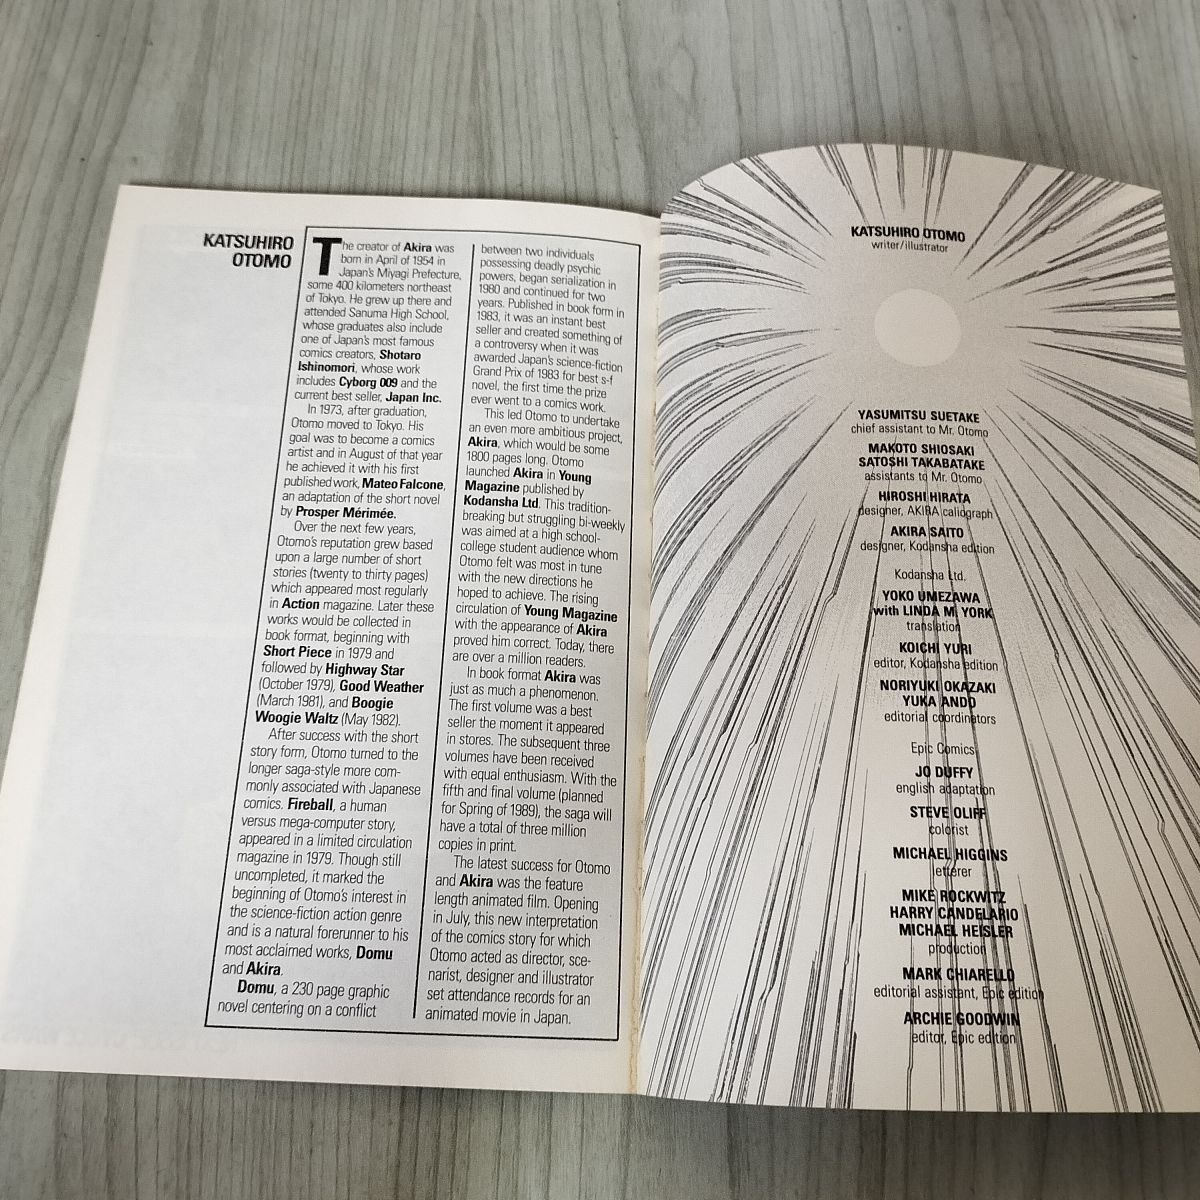 KATSUHIRO
OTOMO
The creator of Akira was
born in April of 1954 in
Japan's Miyagi Prefecture,
some 400 kilometers northeast
of Tokyo. He grew up there and
attended Sanuma High School,
whose graduates also include
one of Japan's most famous
comics creators, Shotaro
Ishinomori, whose work
includes Cyborg 009 and the
current best seller, Japan Inc.
In 1973, after graduation,
Otomo moved to Tokyo. His
goal was to become a comics
artist and in August of that year
he achieved it with his first
published work, Mateo Falcone,
an adaptation of the short novel
by Prosper Mérimée.
Over the next few years,
Otomo's reputation grew based
upon a large number of short
stories (twenty to thirty pages)
which appeared most regularly
in Action magazine. Later these
works would be collected in
book format, beginning with
Short Piece in 1979 and
followed by Highway Star
(October 1979), Good Weather
(March 1981), and Boogie
Woogie Waltz (May 1982).
After success with the short
story form, Otomo turned to the
longer saga-style more com-
monly associated with Japanese
comics. Fireball, a human
versus mega-computer story,
appeared in a limited circulation
magazine in 1979. Though still
uncompleted, it marked the
beginning of Otomo's interest in
the science-fiction action genre
and is a natural forerunner to his
most acclaimed works, Domu
and Akira.
Domu, a 230 page graphic
novel centering on a conflict
between two individuals
possessing deadly psychic
powers, began serialization in
1980 and continued for two
years. Published in book form in
1983, it was an instant best
seller and created something of
a controversy when it was
awarded Japan's science-fiction
Grand Prix of 1983 for best s-f
novel, the first time the prize
ever went to a comics work.
This led Otomo to undertake
an even more ambitious project,
Akira, which would be some
1800 pages long. Otomo
launched Akira in Young
Magazine published by
Kodansha Ltd. This tradition-
breaking but struggling bi-weekly
was aimed at a high school-
college student audience whom
Otomo felt was most in tune
with the new directions he
hoped to achieve. The rising
circulation of Young Magazine
with the appearance of Akira
proved him correct. Today, there
are over a million readers.
In book format Akira was
just as much a phenomenon.
The first volume was a best
seller the moment it appeared
in stores. The subsequent three
volumes have been received
with equal enthusiasm. With the
fifth and final volume (planned
for Spring of 1989), the saga will
have a total of three million
copies in print.
The latest success for Otomo
and Akira was the feature
length animated film. Opening
in July, this new interpretation
of the comics story for which
Otomo acted as director, sce-
narist, designer and illustrator
set attendance records for an
animated movie in Japan.
KATSUHIRO OTOMO
writer/illustrator
YASUMITSU SUETAKE
chief assistant to Mr. Otomo
MAKOTO SHIOSAKI
SATOSHI TAKABATAKE
assistants to Mr. Otomo
HIROSHI HIRATA
designer, AKIRA caliograph
AKIRA SAITO
designer, Kodansha edition
Kodansha Ltd.
YOKO UMEZAWA
with LINDA M. YORK
translation
KOICHI YURI
editor, Kodansha edition
NORIYUKI OKAZAKI
YUKA ANDO
editorial coordinators
Epic Comics
JO DUFFY
english adaptation
STEVE OLIFF
colorist
MICHAEL HIGGINS
letterer
MIKE ROCKWITZ
HARRY CANDELARIO
MICHAEL HEISLER
production
MARK CHIARELLO
editorial assistant, Epic edition
ARCHIE GOODWIN
editor, Epic edition